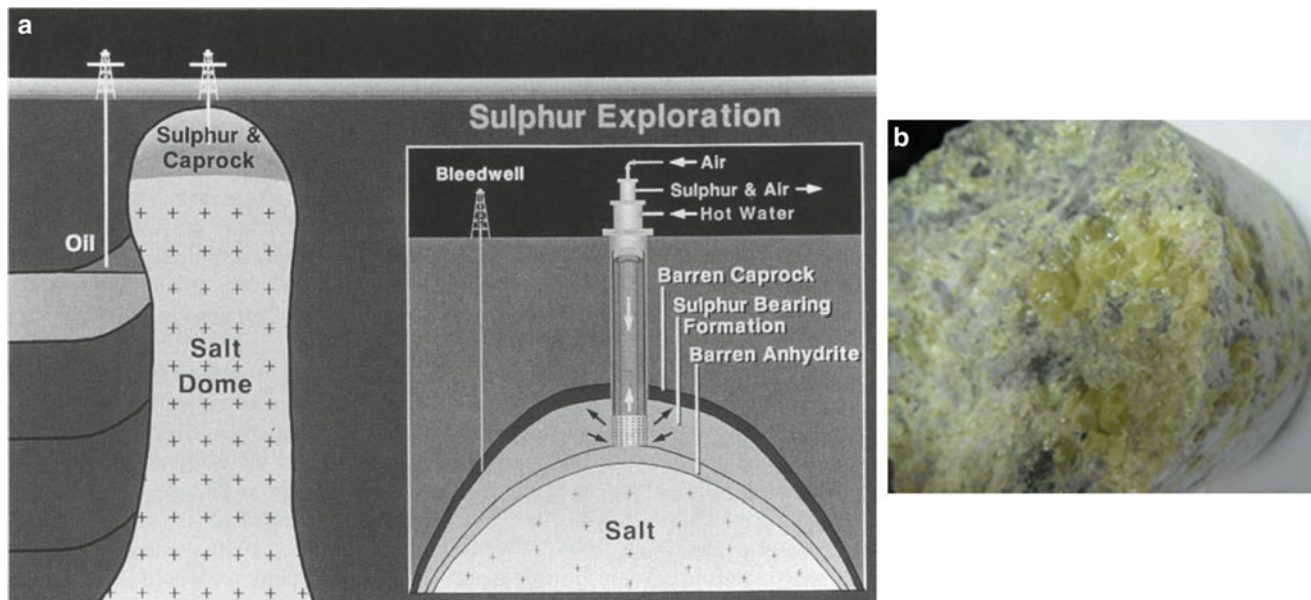 a
Sulphur &
Caprock
Oil
Salt
Dome
Sulphur Exploration
Bleedwell
Air
Sulphur & Air
Hot Water
Barren Caprock
Sulphur Bearing
Formation
Barren Anhydrite
Salt
b